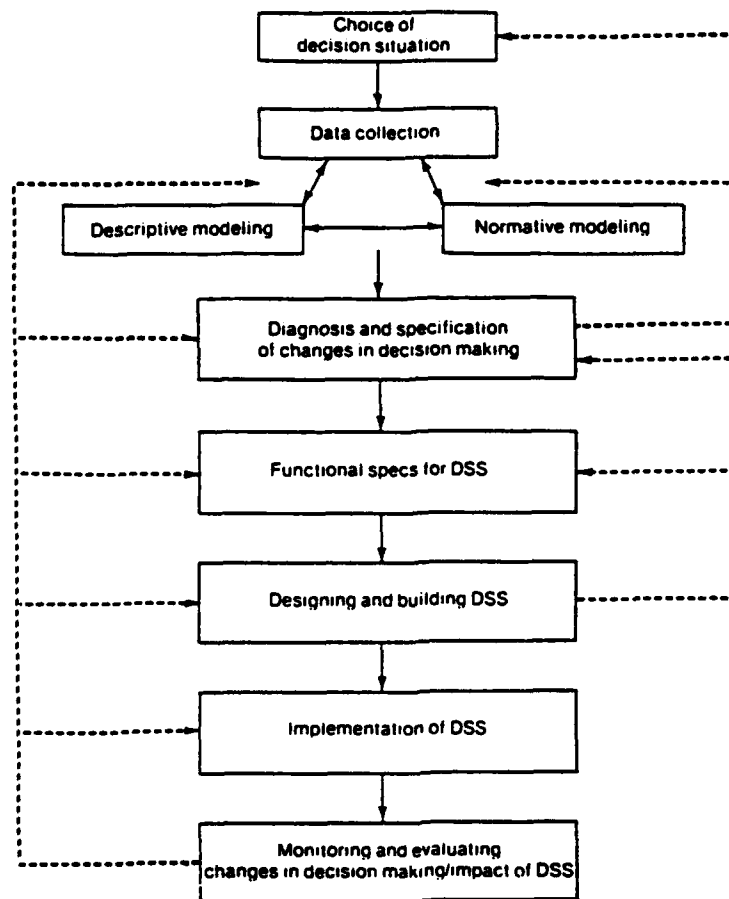 Choice of
decision situation
Data collection
Descriptive modeling
Normative modeling
Diagnosis and specification
of changes in decision making
Functional specs for DSS
Designing and building DSS
Implementation of DSS
Monitoring and evaluating
changes in decision making/impact of DSS